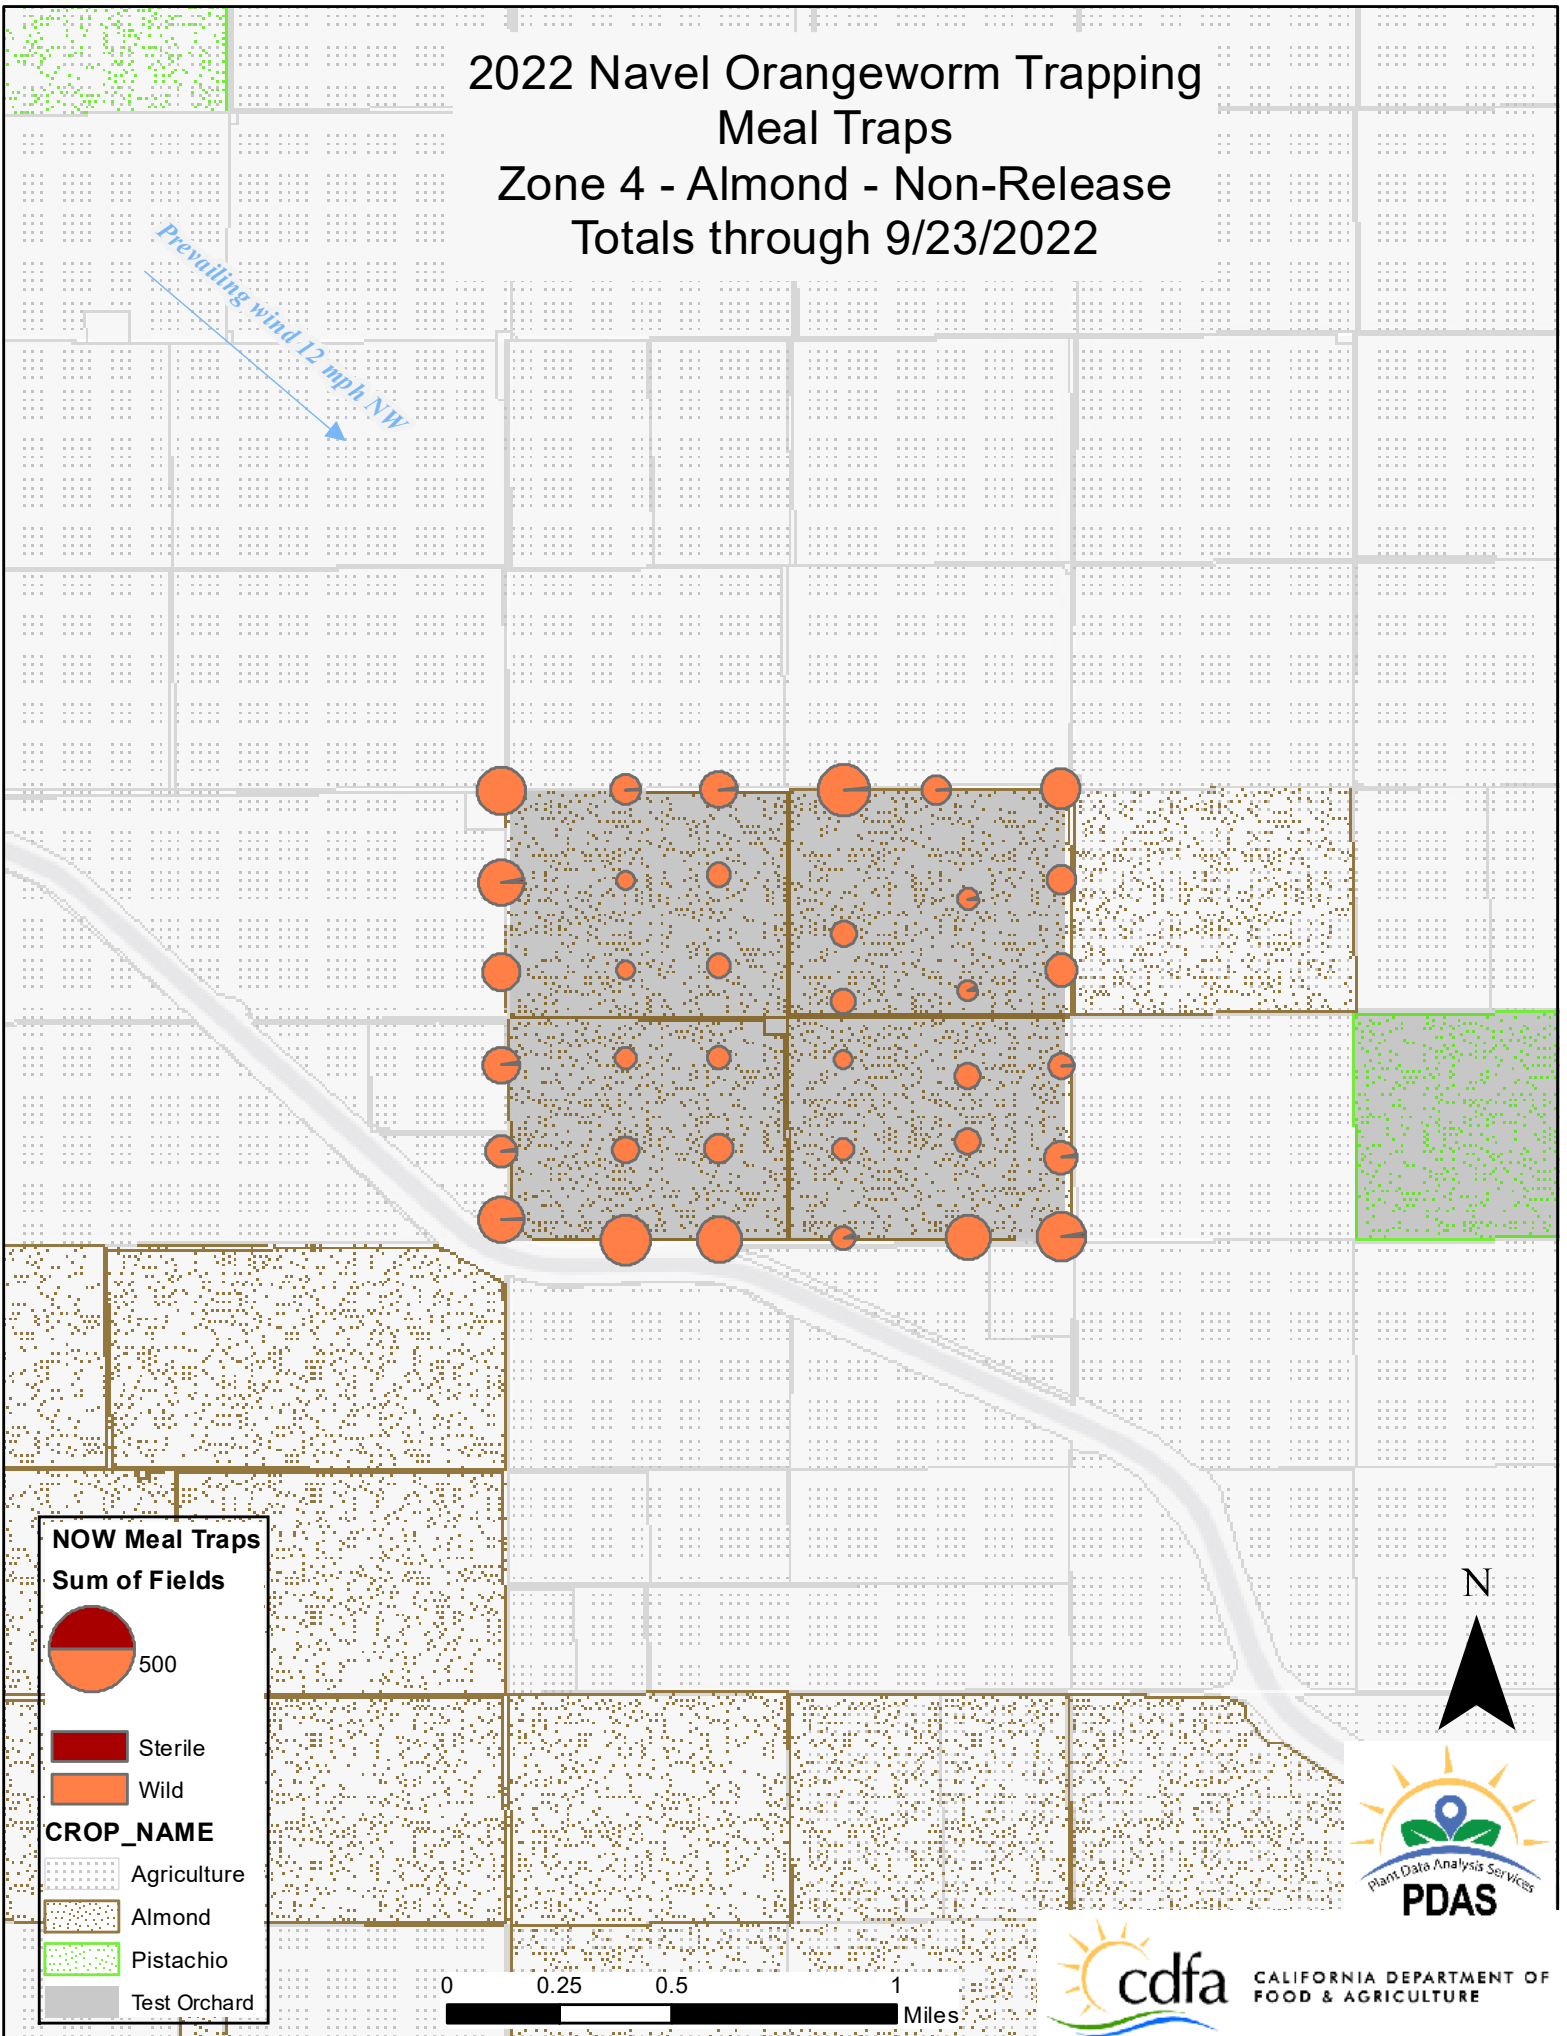 2022 Navel Orangeworm Trapping
Meal Traps
Zone 4 - Almond - Non-Release
Totals through 9/23/2022
Prevailing wind 12 mph NW
NOW Meal Traps
Sum of Fields
500
Sterile
Wild
CROP_NAME
Agriculture
Almond
Pistachio
Test Orchard
0 0.25 0.5 1
Miles
N
Plant Data Analysis Services
PDAS
cdfa
CALIFORNIA DEPARTMENT OF
FOOD & AGRICULTURE